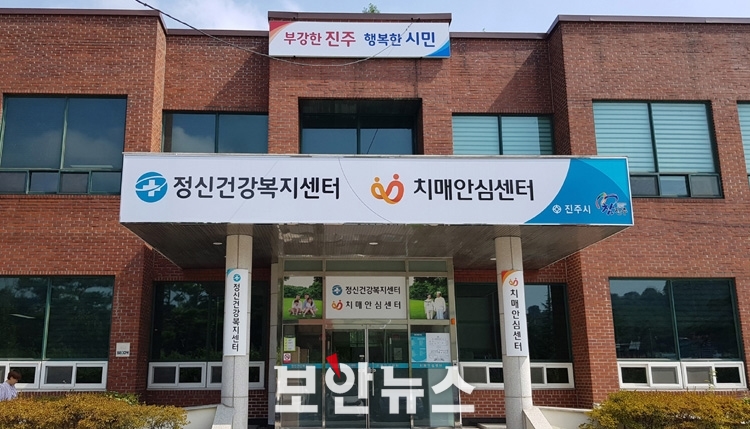 부강한 진주 행복한 시민
정신건강복지센터 치매안심센터
진주시
정신건강복지센터
정신건강복지센터
치매안심센터
치매안심센터
보안뉴스